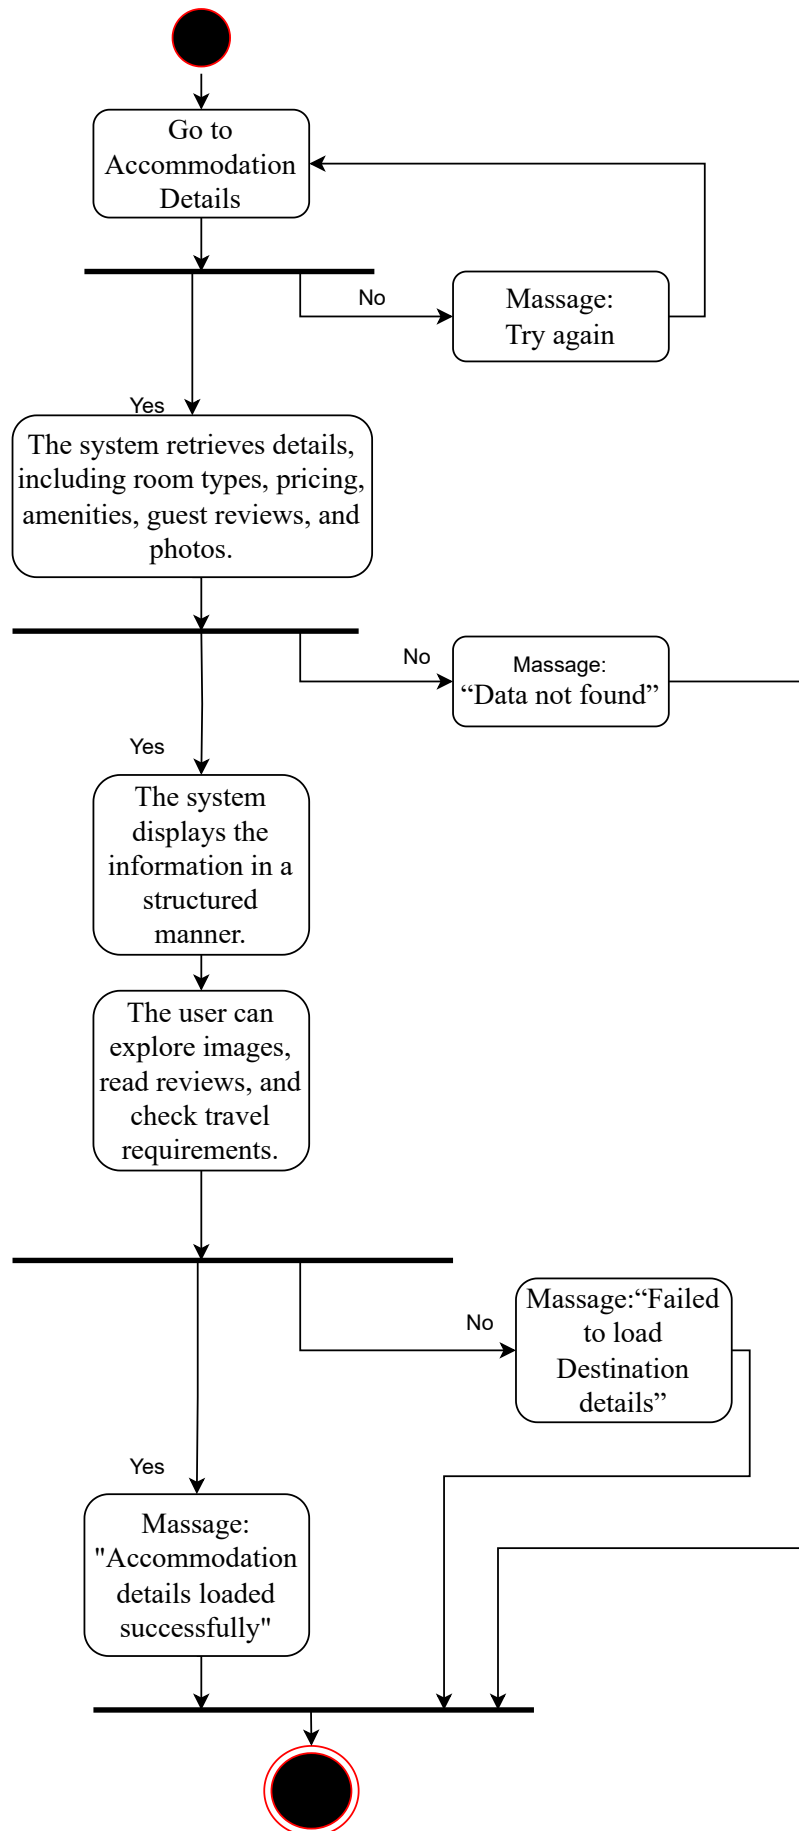 Go to
Accommodation
Details
No
Massage:
Try again
Yes
The system retrieves details,
including room types, pricing,
amenities, guest reviews, and
photos.
No
Massage:
“Data not found”
Yes
The system
displays the
information in a
structured
manner.
The user can
explore images,
read reviews, and
check travel
requirements.
No
Massage:“Failed
to load
Destination
details”
Yes
Massage:
"Accommodation
details loaded
successfully"